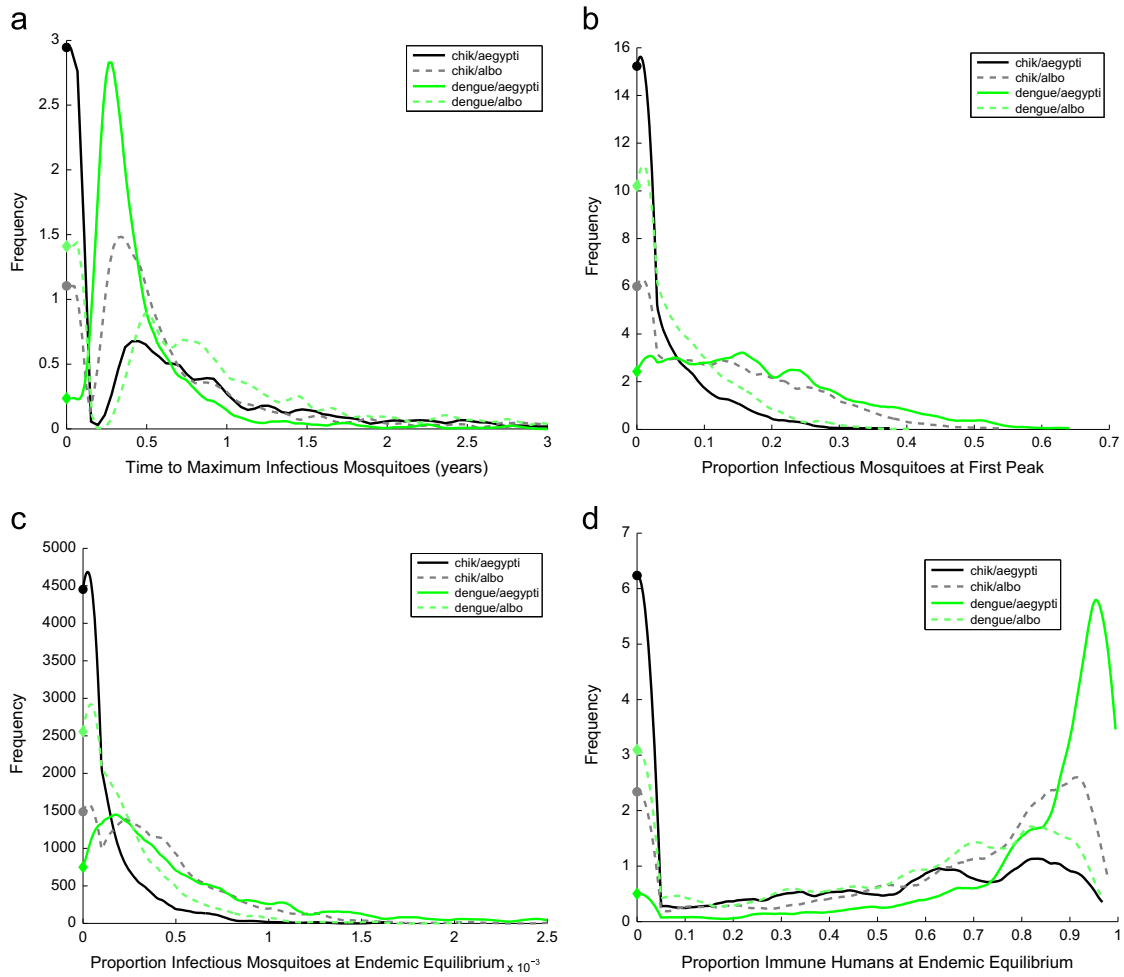 a
3
2.5
2
1.5
1
0.5
0
Frequency
0 0.5 1 1.5 2 2.5 3
Time to Maximum Infectious Mosquitoes (years)
chik/aegypti
chik/albo
dengue/aegypti
dengue/albo
b
16
14
12
10
8
6
4
2
0
Frequency
0 0.1 0.2 0.3 0.4 0.5 0.6 0.7
Proportion Infectious Mosquitoes at First Peak
chik/aegypti
chik/albo
dengue/aegypti
dengue/albo
c
5000
4500
4000
3500
3000
2500
2000
1500
1000
500
0
Frequency
0 0.5 1 1.5 2 2.5
Proportion Infectious Mosquitoes at Endemic Equilibrium x 10⁻³
chik/aegypti
chik/albo
dengue/aegypti
dengue/albo
d
7
6
5
4
3
2
1
0
Frequency
0 0.1 0.2 0.3 0.4 0.5 0.6 0.7 0.8 0.9 1
Proportion Immune Humans at Endemic Equilibrium
chik/aegypti
chik/albo
dengue/aegypti
dengue/albo